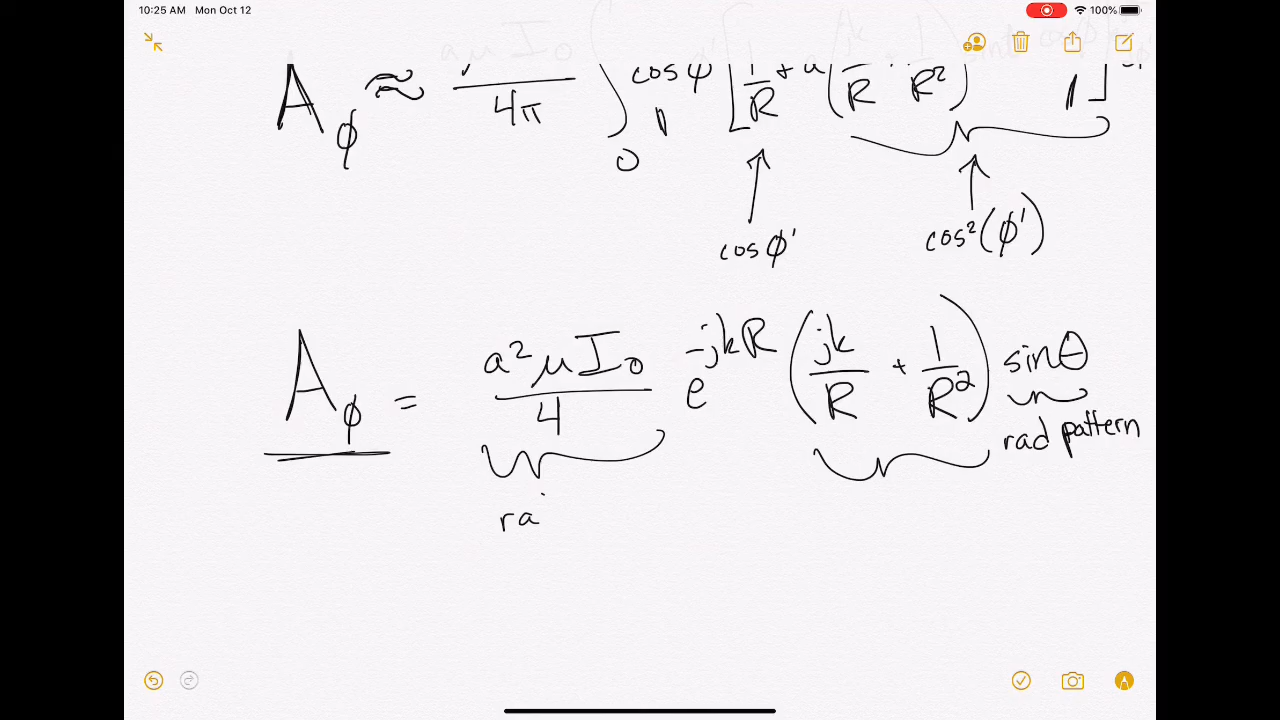 10:25 AM Mon Oct 12 100%
A_ϕ ≈ /4π ∫_0 cos ϕ' [1/R + a(jk/R + 1/R²) ]
cos ϕ' cos²(ϕ')
A_ϕ = a²μI₀/4 e^-jkR (jk/R + 1/R²) sinθ
rad pattern
ra